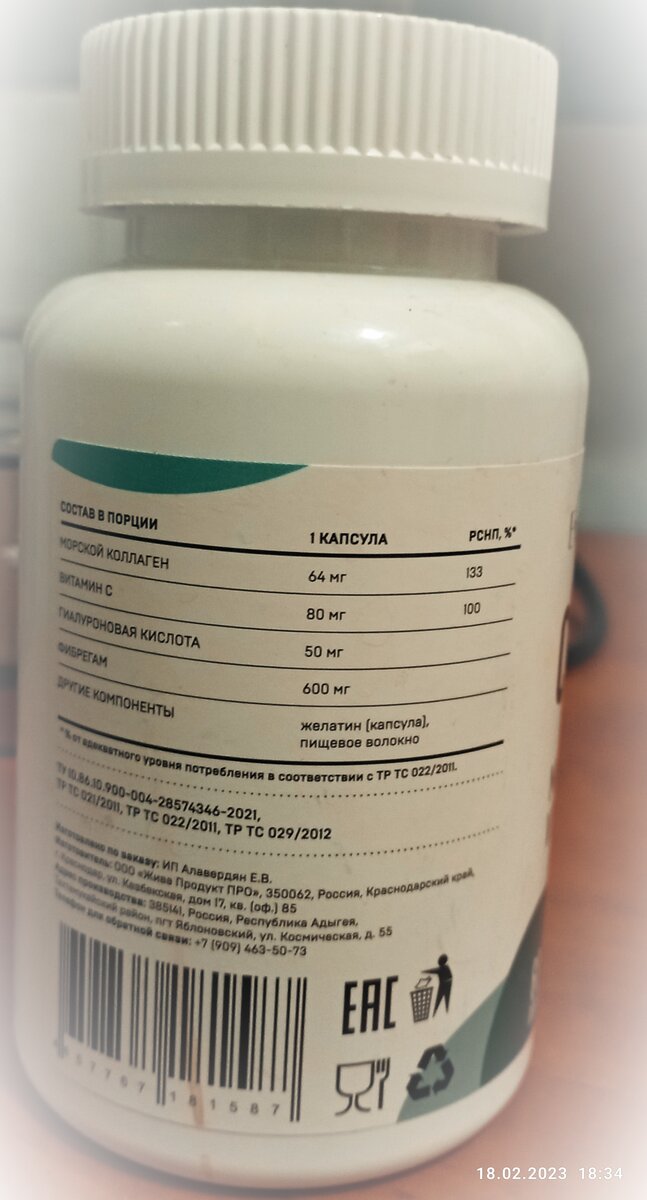 СОСТАВ В ПОРЦИИ 1 КАПСУЛА РСНП, %*
МОРСКОЙ КОЛЛАГЕН 64 мг 133
ВИТАМИН С 80 мг 100
ГИАЛУРОНОВАЯ КИСЛОТА 50 мг
ФИБРЕГАМ 600 мг
ДРУГИЕ КОМПОНЕНТЫ желатин (капсула),
пищевое волокно
* % от адекватного уровня потребления в соответствии с ТР ТС 022/2011.
ТУ 10.86.10.900-004-28574346-2021,
ТР ТС 021/2011, ТР ТС 022/2011, ТР ТС 029/2012
Изготовлено по заказу: ИП Алавердян Е.В.
Изготовитель: ООО «Жива Продукт ПРО», 350062, Россия, Краснодарский край,
г. Краснодар, ул. Казбекская, дом 17, кв. (оф.) 85
Адрес производства: 385141, Россия, Республика Адыгея,
Тахтамукайский район, пгт Яблоновский, ул. Космическая, д. 55
Телефон для обратной связи: +7 (909) 463-50-73
EAC
181587
18.02.2023 18:34